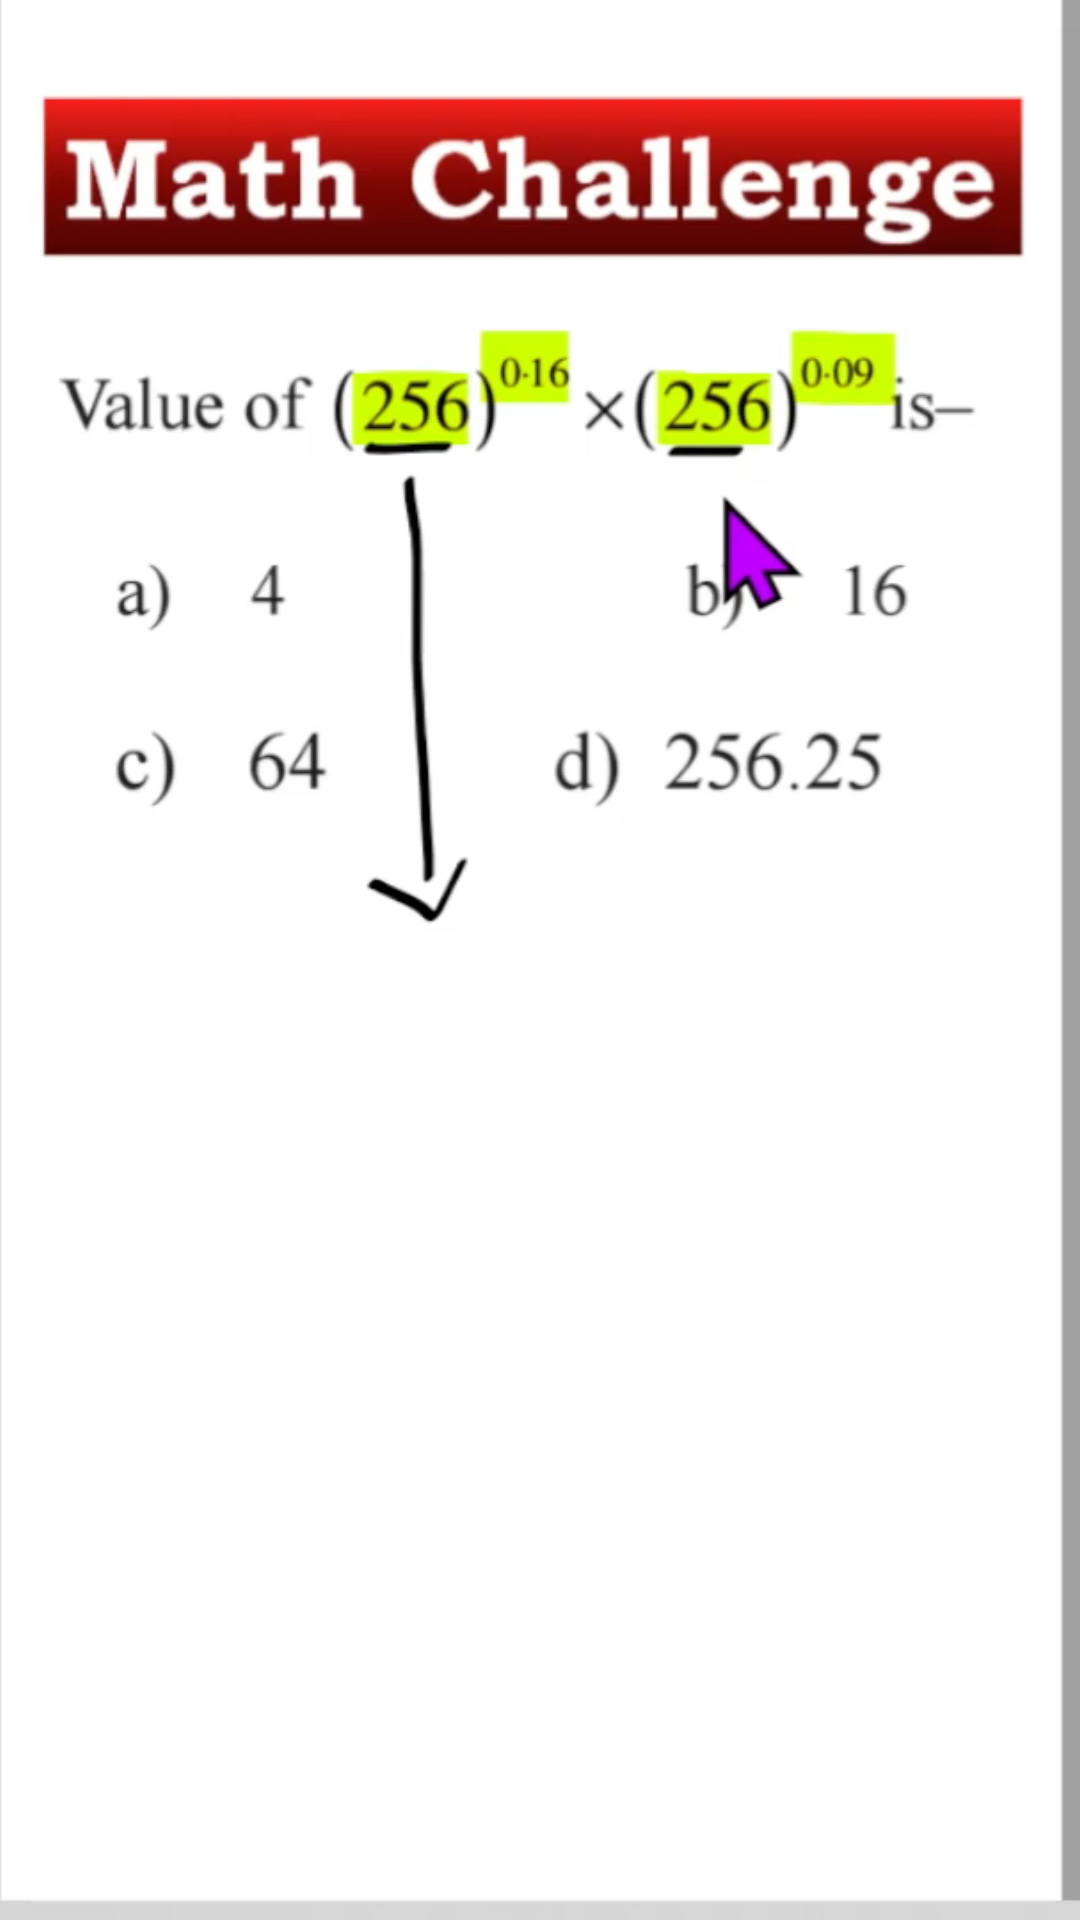 Math Challenge
Value of (256)^0·16 ×(256)^0·09 is–
a) 4 b) 16
c) 64 d) 256.25